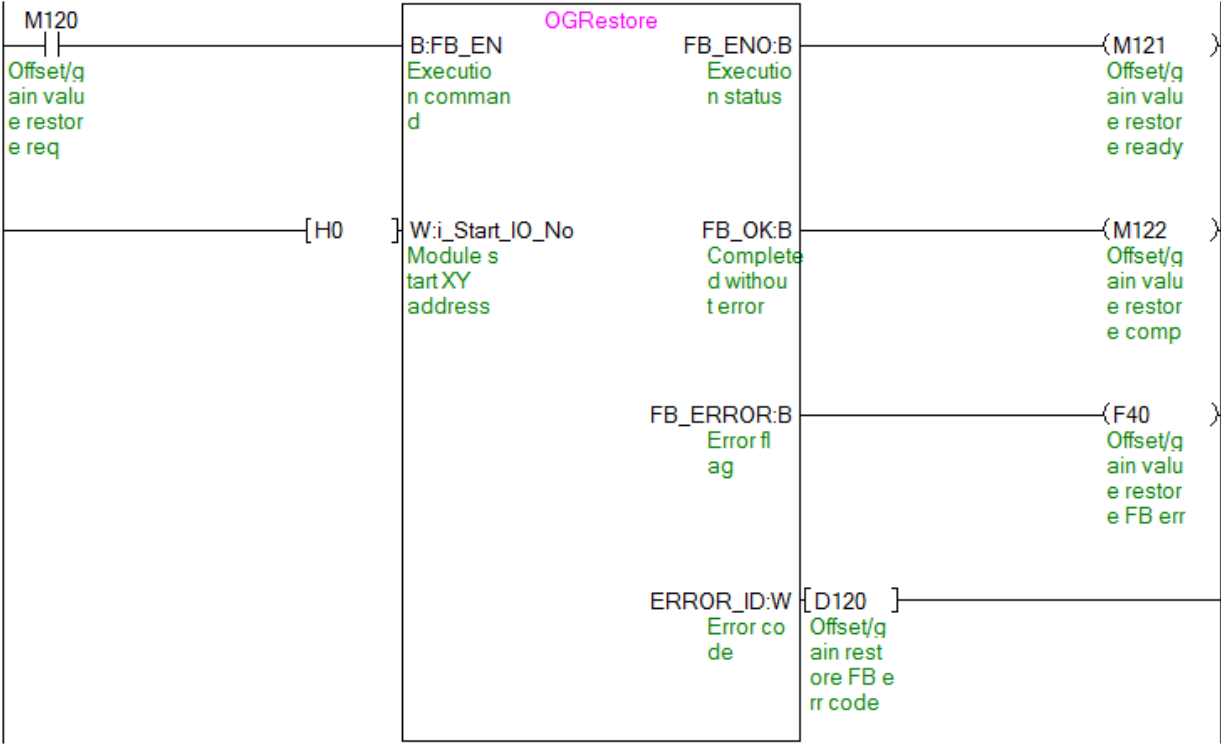 M120
Offset/g
ain valu
e restor
e req
OGRestore
B:FB_EN
Executio
n comman
d
FB_ENO:B
Executio
n status
M121
Offset/g
ain valu
e restor
e ready
H0
W:i_Start_IO_No
Module s
tart XY
address
FB_OK:B
Complete
d withou
t error
M122
Offset/g
ain valu
e restor
e comp
FB_ERROR:B
Error fl
ag
F40
Offset/g
ain valu
e restor
e FB err
ERROR_ID:W
Error co
de
D120
Offset/g
ain rest
ore FB e
rr code